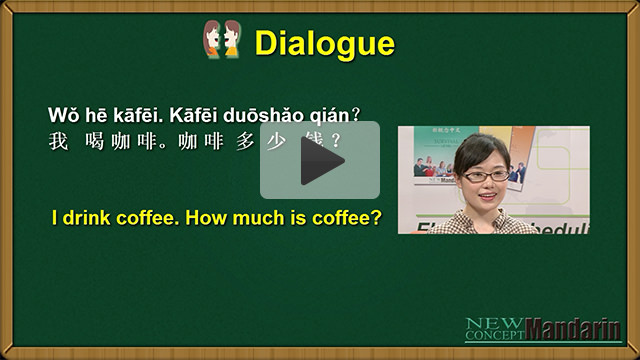 Dialogue
Wǒ hē kāfēi. Kāfēi duōshǎo qián？
我 喝 咖 啡。咖 啡 多 少 钱？
I drink coffee. How much is coffee?
NEW
CONCEPT Mandarin